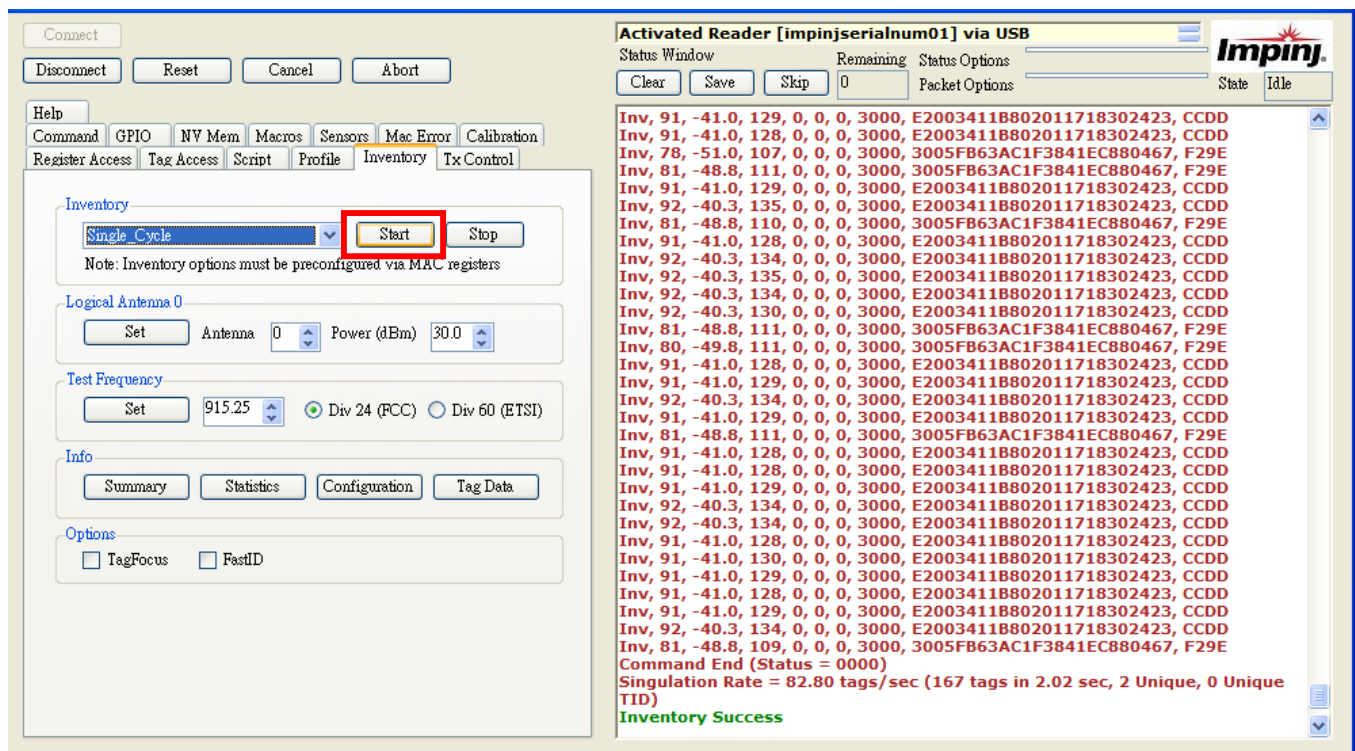 Connect
Disconnect Reset Cancel Abort
Help
Command GPIO NV Mem Macros Sensors Mac Error Calibration
Register Access Tag Access Script Profile Inventory Tx Control
Inventory
Single_Cycle Start Stop
Note: Inventory options must be preconfigured via MAC registers
Logical Antenna 0
Set Antenna 0 Power (dBm) 30.0
Test Frequency
Set 915.25 Div 24 (FCC) Div 60 (ETSI)
Info
Summary Statistics Configuration Tag Data
Options
TagFocus FastID
Activated Reader [impinjserialnum01] via USB
Impinj.
Status Window Remaining Status Options
Clear Save Skip 0 Packet Options State Idle
Inv, 91, -41.0, 129, 0, 0, 0, 3000, E2003411B802011718302423, CCDD
Inv, 91, -41.0, 128, 0, 0, 0, 3000, E2003411B802011718302423, CCDD
Inv, 78, -51.0, 107, 0, 0, 0, 3000, 3005FB63AC1F3841EC880467, F29E
Inv, 81, -48.8, 111, 0, 0, 0, 3000, 3005FB63AC1F3841EC880467, F29E
Inv, 91, -41.0, 129, 0, 0, 0, 3000, E2003411B802011718302423, CCDD
Inv, 92, -40.3, 135, 0, 0, 0, 3000, E2003411B802011718302423, CCDD
Inv, 81, -48.8, 110, 0, 0, 0, 3000, 3005FB63AC1F3841EC880467, F29E
Inv, 91, -41.0, 128, 0, 0, 0, 3000, E2003411B802011718302423, CCDD
Inv, 92, -40.3, 134, 0, 0, 0, 3000, E2003411B802011718302423, CCDD
Inv, 92, -40.3, 135, 0, 0, 0, 3000, E2003411B802011718302423, CCDD
Inv, 92, -40.3, 134, 0, 0, 0, 3000, E2003411B802011718302423, CCDD
Inv, 92, -40.3, 130, 0, 0, 0, 3000, E2003411B802011718302423, CCDD
Inv, 81, -48.8, 111, 0, 0, 0, 3000, 3005FB63AC1F3841EC880467, F29E
Inv, 80, -49.8, 111, 0, 0, 0, 3000, 3005FB63AC1F3841EC880467, F29E
Inv, 91, -41.0, 128, 0, 0, 0, 3000, E2003411B802011718302423, CCDD
Inv, 91, -41.0, 129, 0, 0, 0, 3000, E2003411B802011718302423, CCDD
Inv, 92, -40.3, 134, 0, 0, 0, 3000, E2003411B802011718302423, CCDD
Inv, 91, -41.0, 129, 0, 0, 0, 3000, E2003411B802011718302423, CCDD
Inv, 81, -48.8, 111, 0, 0, 0, 3000, 3005FB63AC1F3841EC880467, F29E
Inv, 91, -41.0, 128, 0, 0, 0, 3000, E2003411B802011718302423, CCDD
Inv, 91, -41.0, 128, 0, 0, 0, 3000, E2003411B802011718302423, CCDD
Inv, 91, -41.0, 129, 0, 0, 0, 3000, E2003411B802011718302423, CCDD
Inv, 92, -40.3, 134, 0, 0, 0, 3000, E2003411B802011718302423, CCDD
Inv, 92, -40.3, 134, 0, 0, 0, 3000, E2003411B802011718302423, CCDD
Inv, 91, -41.0, 128, 0, 0, 0, 3000, E2003411B802011718302423, CCDD
Inv, 91, -41.0, 130, 0, 0, 0, 3000, E2003411B802011718302423, CCDD
Inv, 91, -41.0, 129, 0, 0, 0, 3000, E2003411B802011718302423, CCDD
Inv, 91, -41.0, 128, 0, 0, 0, 3000, E2003411B802011718302423, CCDD
Inv, 91, -41.0, 129, 0, 0, 0, 3000, E2003411B802011718302423, CCDD
Inv, 92, -40.3, 134, 0, 0, 0, 3000, E2003411B802011718302423, CCDD
Inv, 81, -48.8, 109, 0, 0, 0, 3000, 3005FB63AC1F3841EC880467, F29E
Command End (Status = 0000)
Singulation Rate = 82.80 tags/sec (167 tags in 2.02 sec, 2 Unique, 0 Unique
TID)
Inventory Success